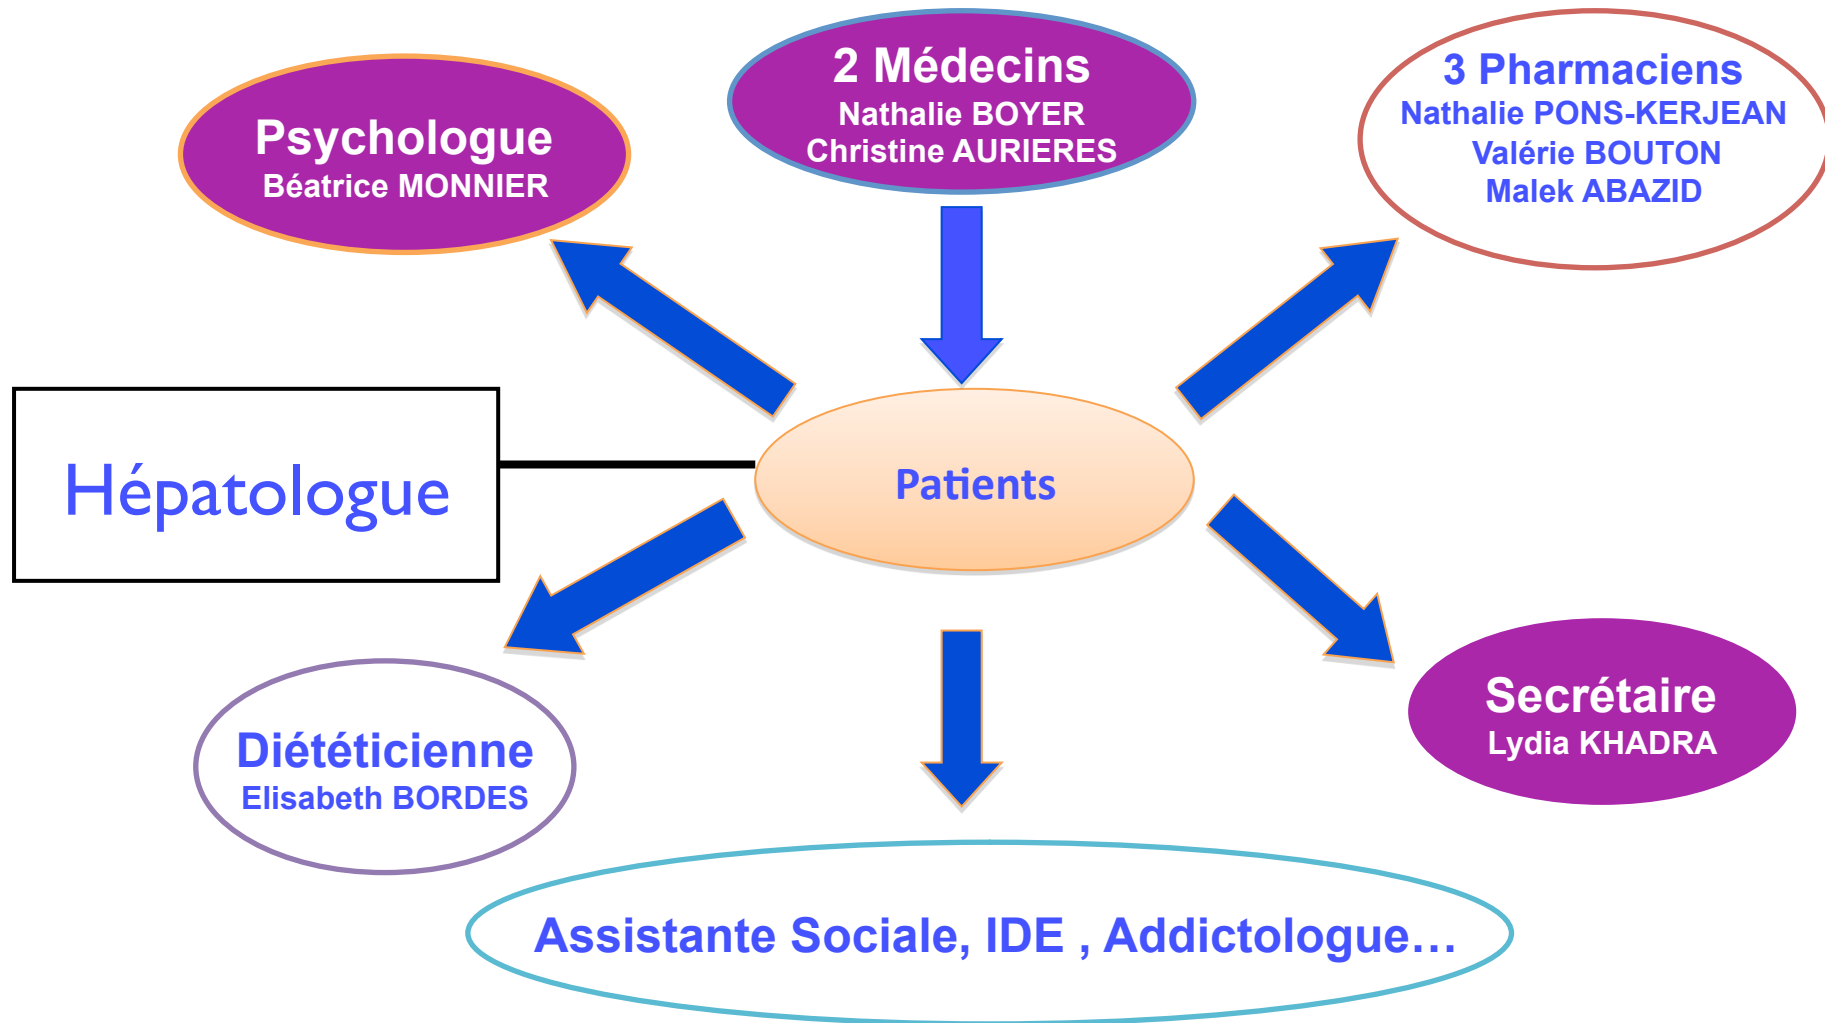 2 Médecins
Nathalie BOYER
Christine AURIERES
3 Pharmaciens
Nathalie PONS-KERJEAN
Valérie BOUTON
Malek ABAZID
Psychologue
Béatrice MONNIER
Hépatologue
Patients
Secrétaire
Lydia KHADRA
Diététicienne
Elisabeth BORDES
Assistante Sociale, IDE , Addictologue…